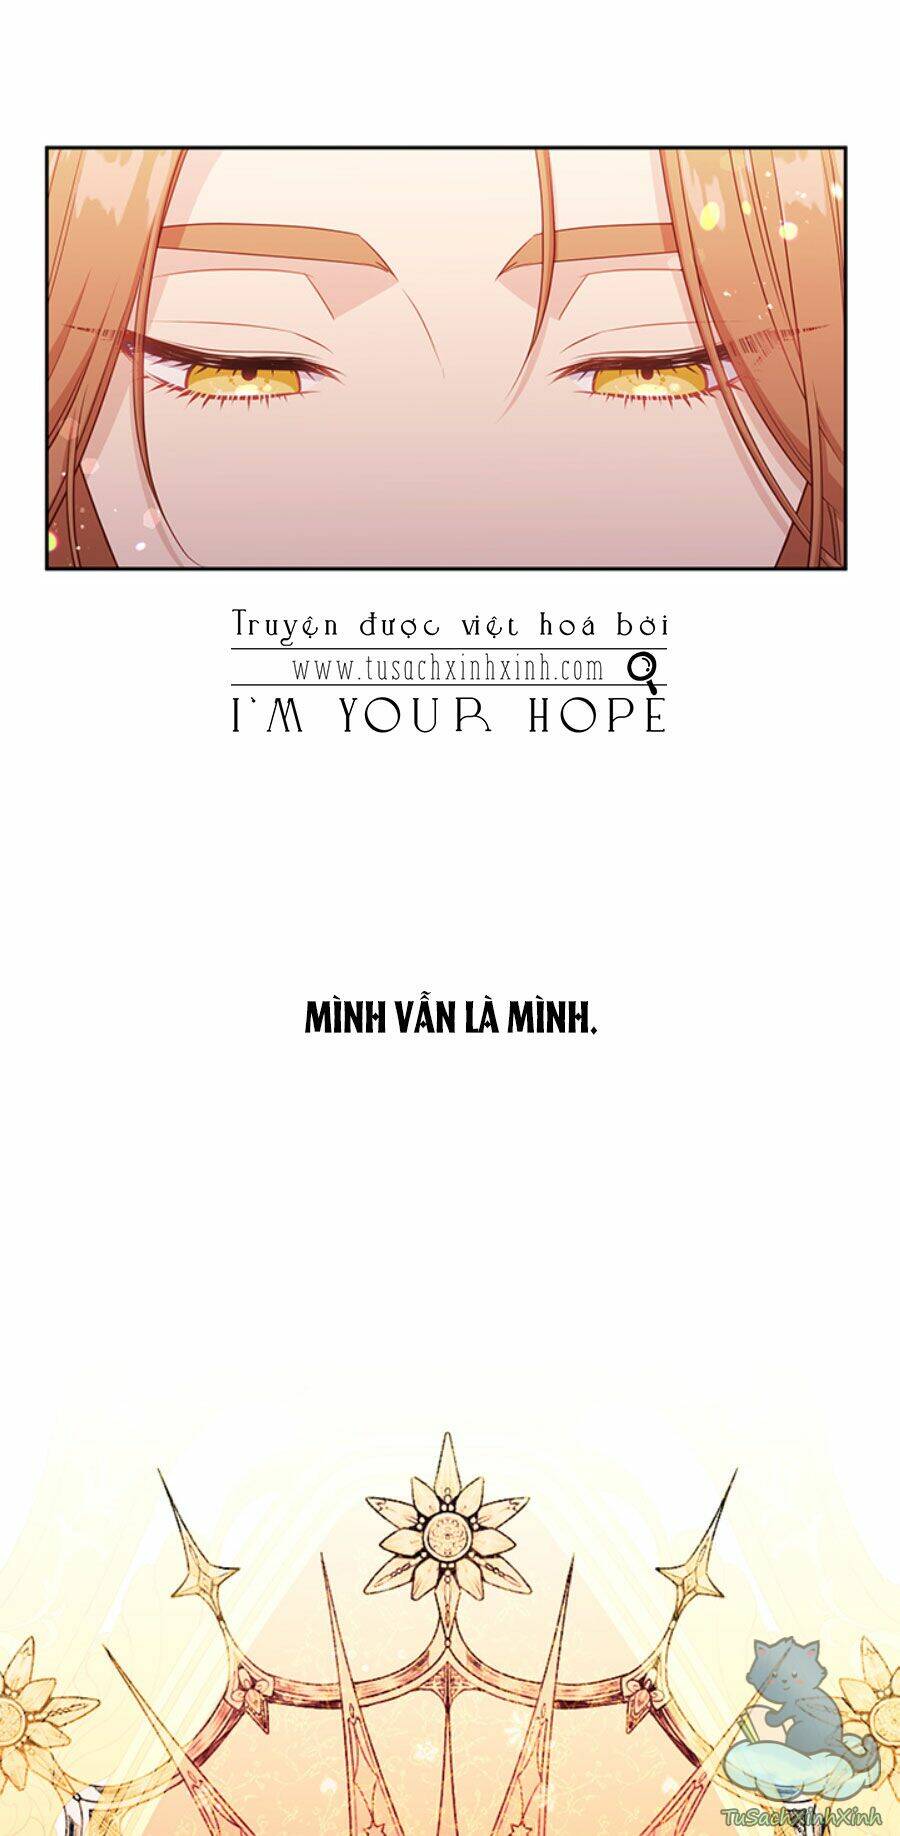 Truyện được việt hoá bởi
www.tusachxinhxinh.com
I'M YOUR HOPE
MÌNH VẪN LÀ MÌNH.
TuSachXinhXinh